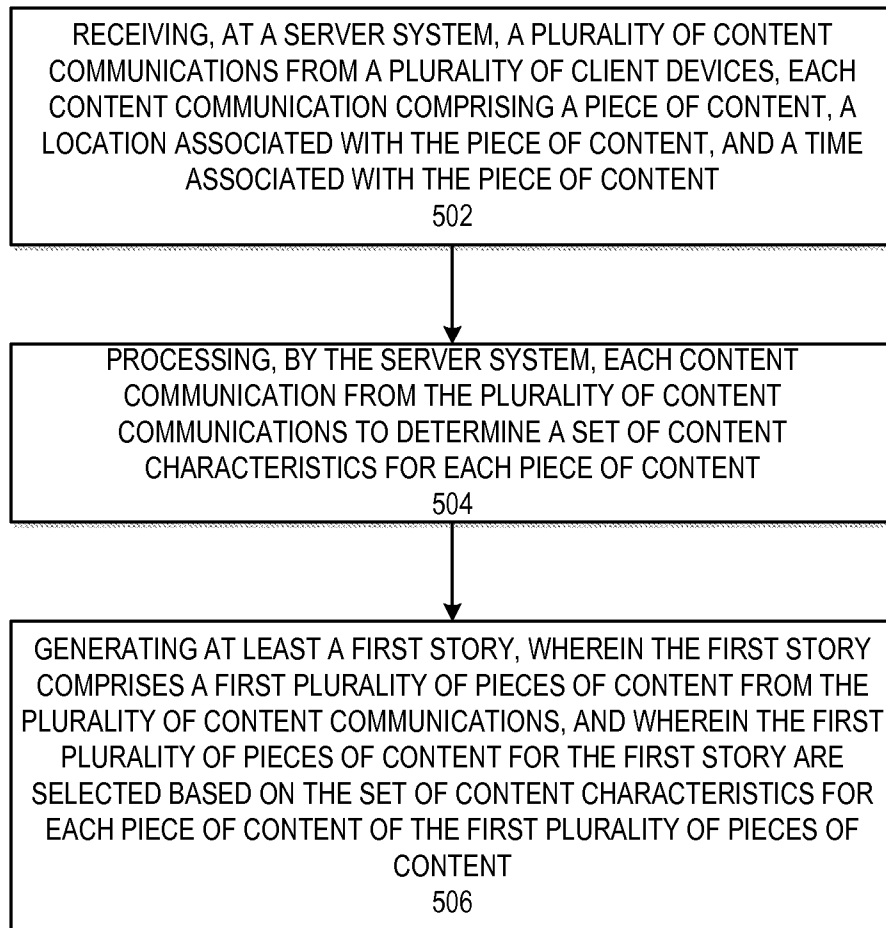 RECEIVING, AT A SERVER SYSTEM, A PLURALITY OF CONTENT
COMMUNICATIONS FROM A PLURALITY OF CLIENT DEVICES, EACH
CONTENT COMMUNICATION COMPRISING A PIECE OF CONTENT, A
LOCATION ASSOCIATED WITH THE PIECE OF CONTENT, AND A TIME
ASSOCIATED WITH THE PIECE OF CONTENT
502
PROCESSING, BY THE SERVER SYSTEM, EACH CONTENT
COMMUNICATION FROM THE PLURALITY OF CONTENT
COMMUNICATIONS TO DETERMINE A SET OF CONTENT
CHARACTERISTICS FOR EACH PIECE OF CONTENT
504
GENERATING AT LEAST A FIRST STORY, WHEREIN THE FIRST STORY
COMPRISES A FIRST PLURALITY OF PIECES OF CONTENT FROM THE
PLURALITY OF CONTENT COMMUNICATIONS, AND WHEREIN THE FIRST
PLURALITY OF PIECES OF CONTENT FOR THE FIRST STORY ARE
SELECTED BASED ON THE SET OF CONTENT CHARACTERISTICS FOR
EACH PIECE OF CONTENT OF THE FIRST PLURALITY OF PIECES OF
CONTENT
506